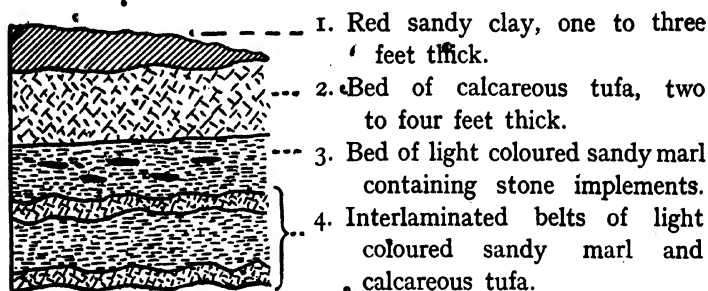 1. Red sandy clay, one to three
feet thick.
2. Bed of calcareous tufa, two
to four feet thick.
3. Bed of light coloured sandy marl
containing stone implements.
4. Interlaminated belts of light
coloured sandy marl and
calcareous tufa.